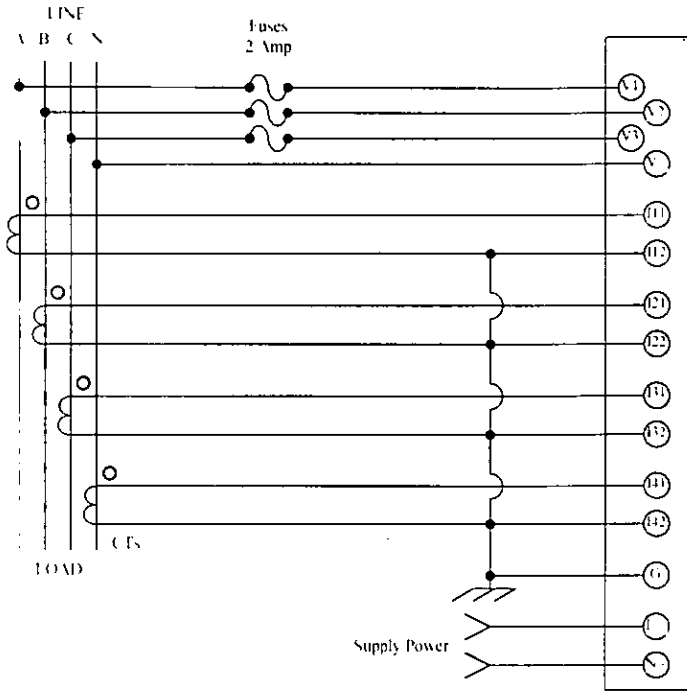 LINE
A B C N
Fuses
2 Amp
V1
V2
V3
V
I11
I12
I21
I22
I31
I32
I41
I42
CTs
LOAD
G
Supply Power